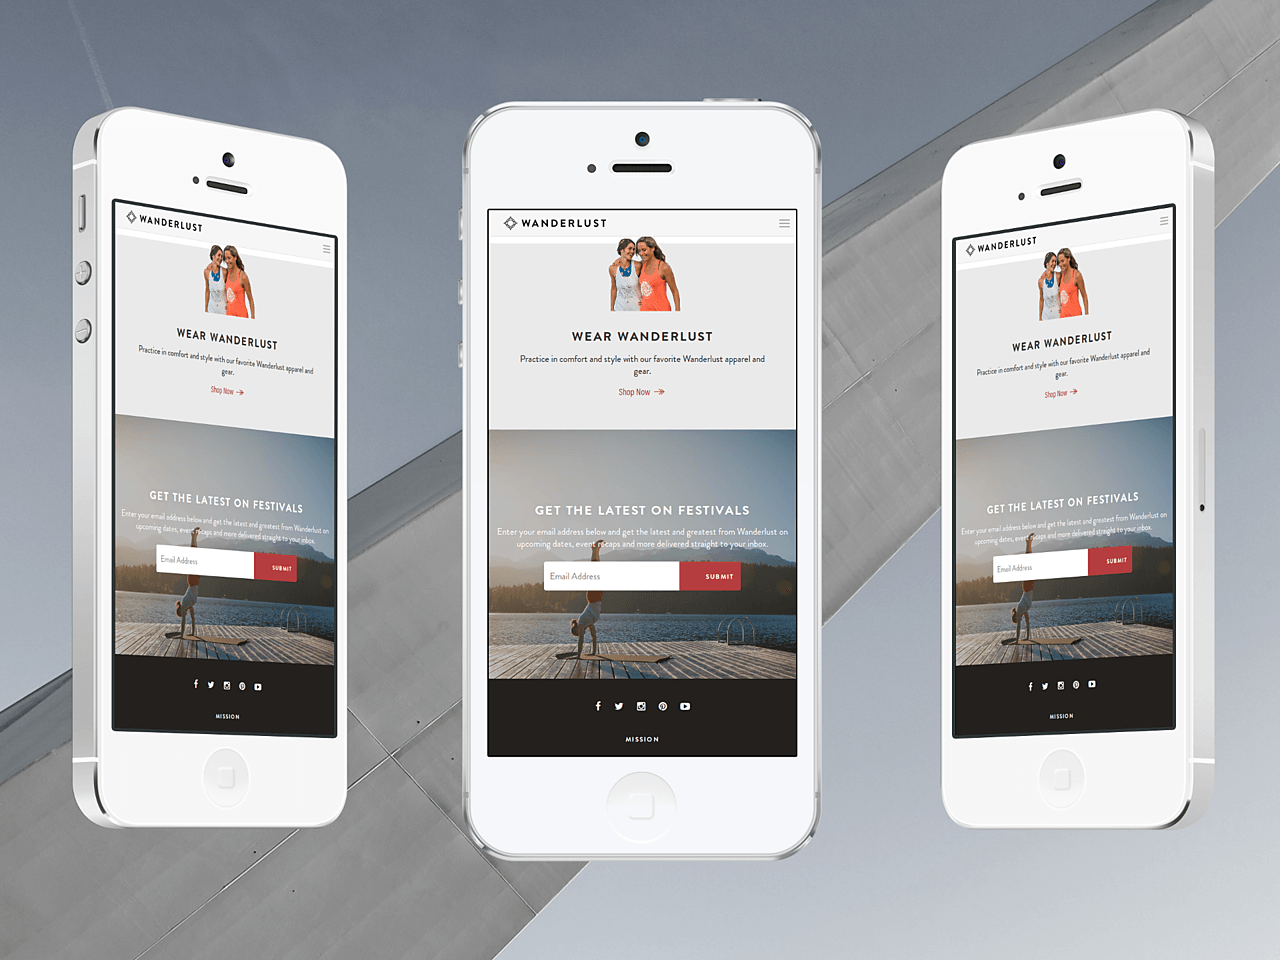 WANDERLUST
WEAR WANDERLUST
Practice in comfort and style with our favorite Wanderlust apparel and
gear.
Shop Now
GET THE LATEST ON FESTIVALS
Enter your email address below and get the latest and greatest from Wanderlust on
upcoming dates, event recaps and more delivered straight to your inbox.
Email Address
SUBMIT
MISSION
WANDERLUST
WEAR WANDERLUST
Practice in comfort and style with our favorite Wanderlust apparel and
gear.
Shop Now
GET THE LATEST ON FESTIVALS
Enter your email address below and get the latest and greatest from Wanderlust on
upcoming dates, event recaps and more delivered straight to your inbox.
Email Address
SUBMIT
MISSION
WANDERLUST
WEAR WANDERLUST
Practice in comfort and style with our favorite Wanderlust apparel and
gear.
Shop Now
GET THE LATEST ON FESTIVALS
Enter your email address below and get the latest and greatest from Wanderlust on
upcoming dates, event recaps and more delivered straight to your inbox.
Email Address
SUBMIT
MISSION